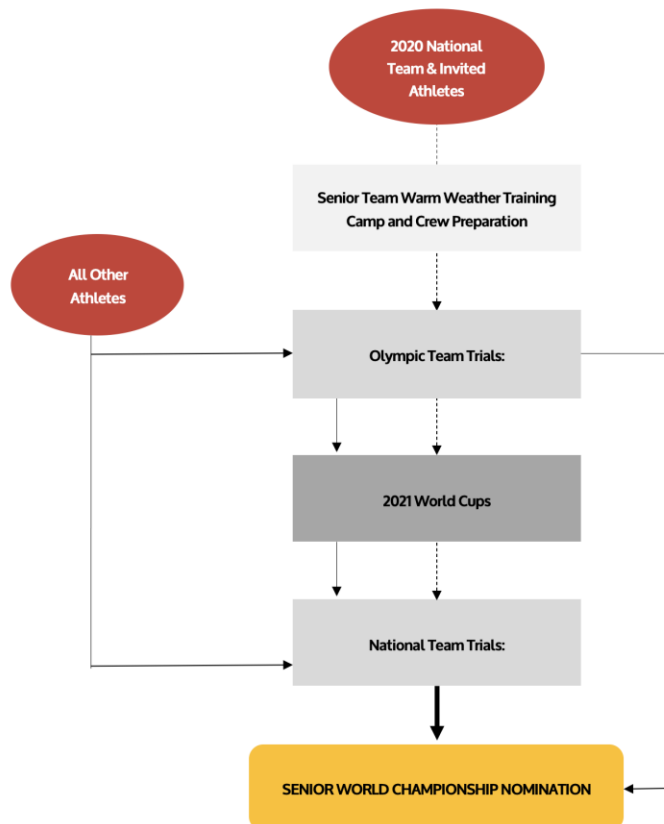 2020 National
Team & Invited
Athletes
Senior Team Warm Weather Training
Camp and Crew Preparation
All Other
Athletes
Olympic Team Trials:
2021 World Cups
National Team Trials:
SENIOR WORLD CHAMPIONSHIP NOMINATION